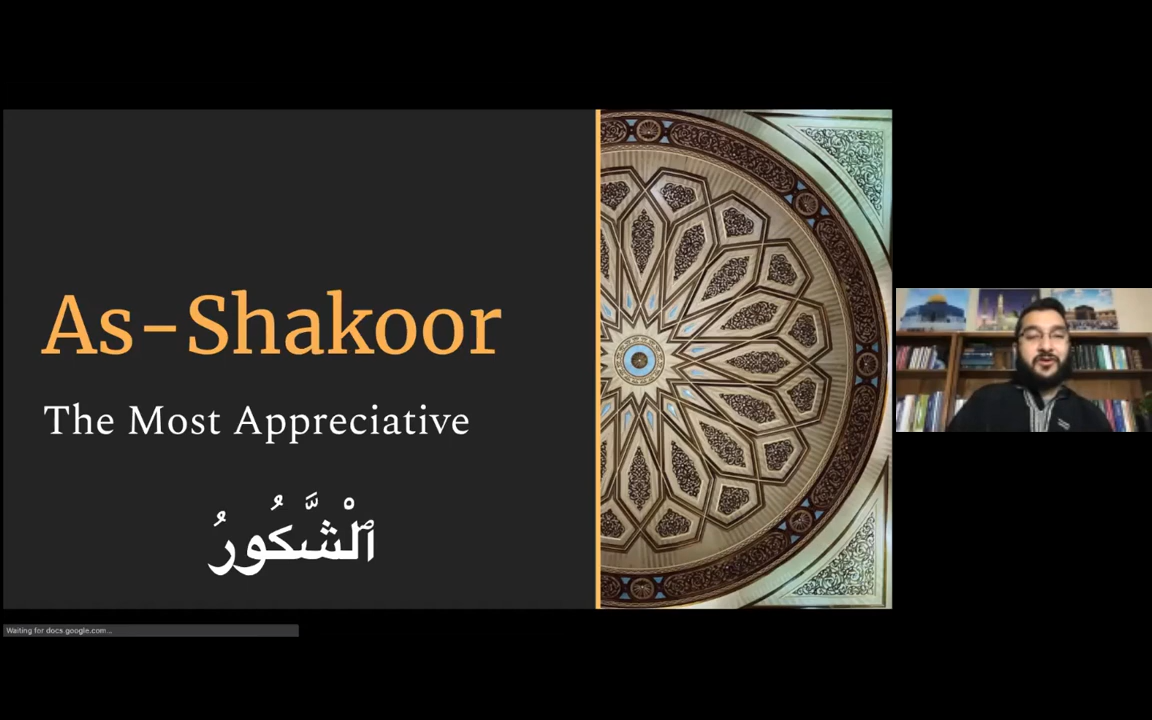 As-Shakoor
The Most Appreciative
ٱلْشَّكُورُ
Waiting for docs.google.com...